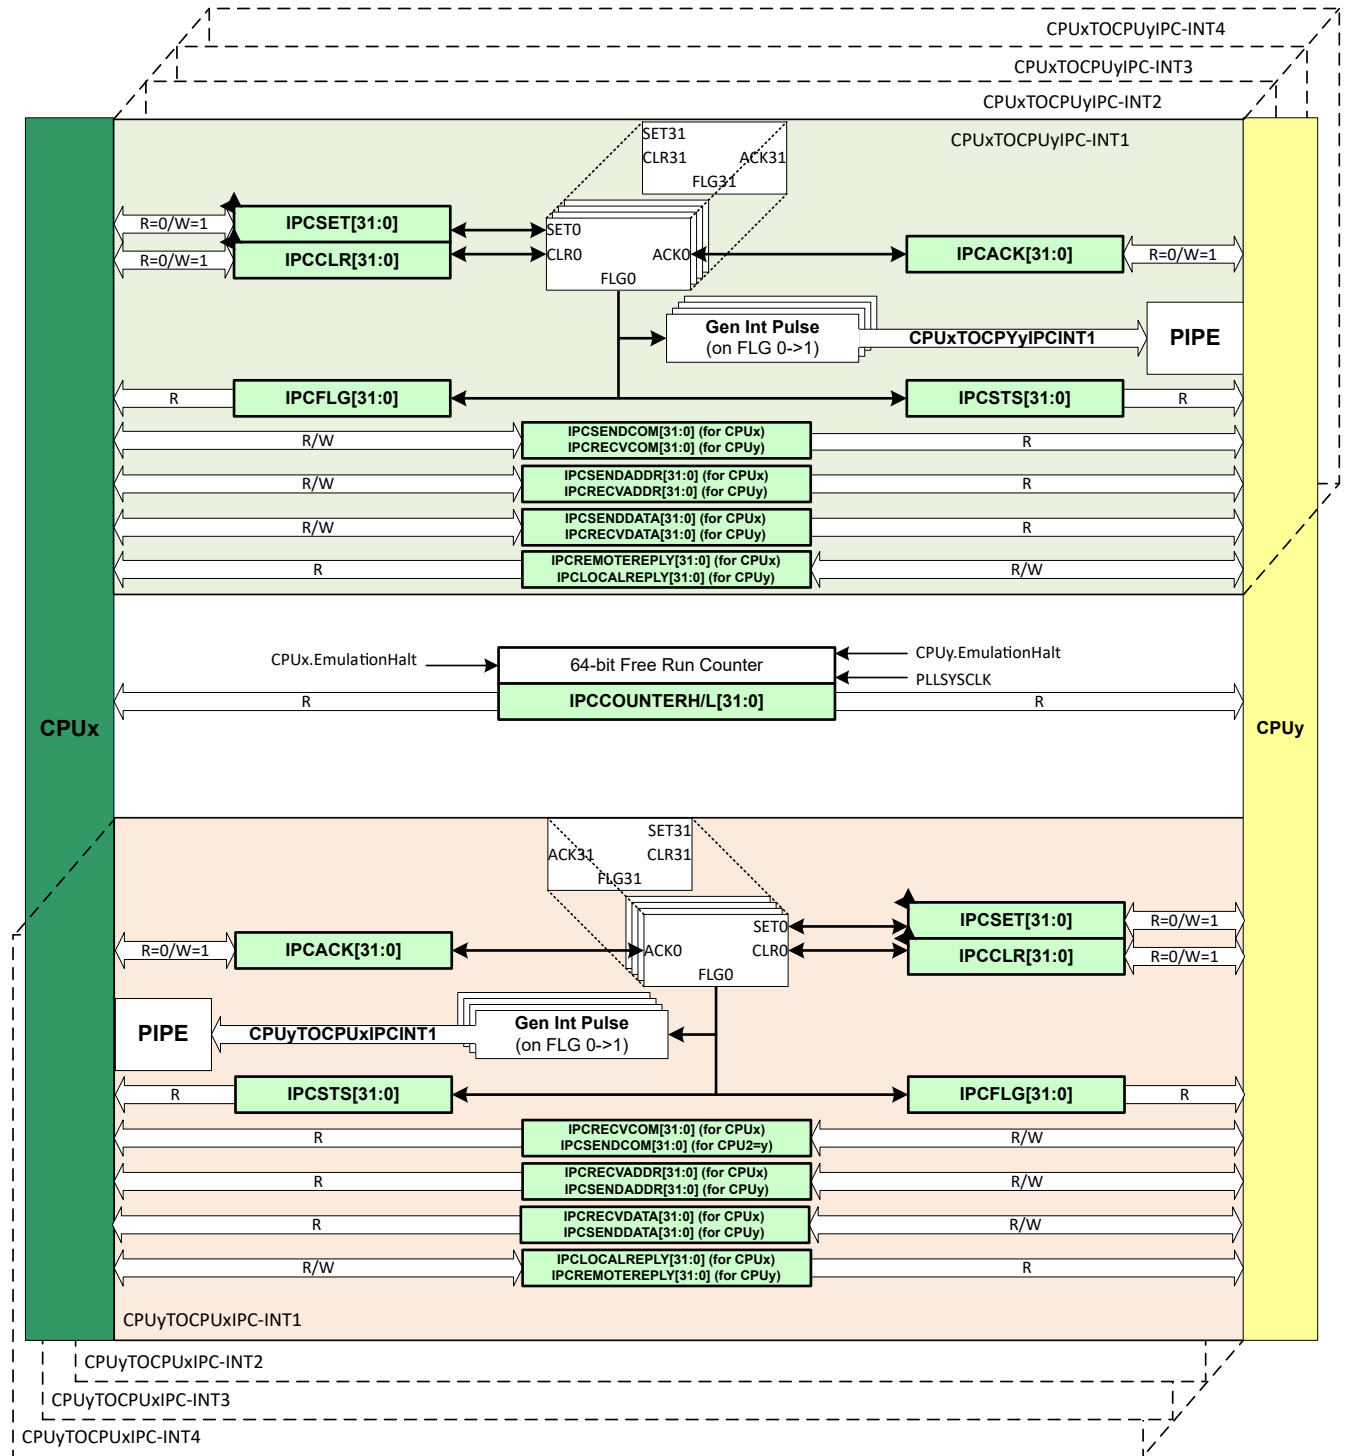 CPUxTOCPUyIPC-INT4
CPUxTOCPUyIPC-INT3
CPUxTOCPUyIPC-INT2
CPUxTOCPUyIPC-INT1
SET31
CLR31 ACK31
FLG31
R=0/W=1 IPCSET[31:0] SET0
R=0/W=1 IPCCLR[31:0] CLR0 ACK0 IPCACK[31:0] R=0/W=1
FLG0
Gen Int Pulse
(on FLG 0->1)
CPUxTOCPYyIPCINT1 PIPE
R IPCFLG[31:0] IPCSTS[31:0] R
R/W IPCSENDCOM[31:0] (for CPUx) R
IPCRECVCOM[31:0] (for CPUy)
R/W IPCSENDADDR[31:0] (for CPUx) R
IPCRECVADDR[31:0] (for CPUy)
R/W IPCSENDDATA[31:0] (for CPUx) R
IPCRECVDATA[31:0] (for CPUy)
R IPCREMOTEREPLY[31:0] (for CPUx) R/W
IPCLOCALREPLY[31:0] (for CPUy)
CPUx.EmulationHalt 64-bit Free Run Counter CPUy.EmulationHalt
PLLSYSCLK
R IPCCOUNTERH/L[31:0] R
CPUx CPUy
SET31
ACK31 CLR31
FLG31
SET0 IPCSET[31:0] R=0/W=1
R=0/W=1 IPCACK[31:0] ACK0 CLR0 IPCCLR[31:0] R=0/W=1
FLG0
PIPE CPUyTOCPUxIPCINT1
Gen Int Pulse
(on FLG 0->1)
R IPCSTS[31:0] IPCFLG[31:0] R
R IPCRECVCOM[31:0] (for CPUx) R/W
IPCSENDCOM[31:0] (for CPU2=y)
R IPCRECVADDR[31:0] (for CPUx) R/W
IPCSENDADDR[31:0] (for CPUy)
R IPCRECVDATA[31:0] (for CPUx) R/W
IPCSENDDATA[31:0] (for CPUy)
R/W IPCLOCALREPLY[31:0] (for CPUx) R
IPCREMOTEREPLY[31:0] (for CPUy)
CPUyTOCPUxIPC-INT1
CPUyTOCPUxIPC-INT2
CPUyTOCPUxIPC-INT3
CPUyTOCPUxIPC-INT4